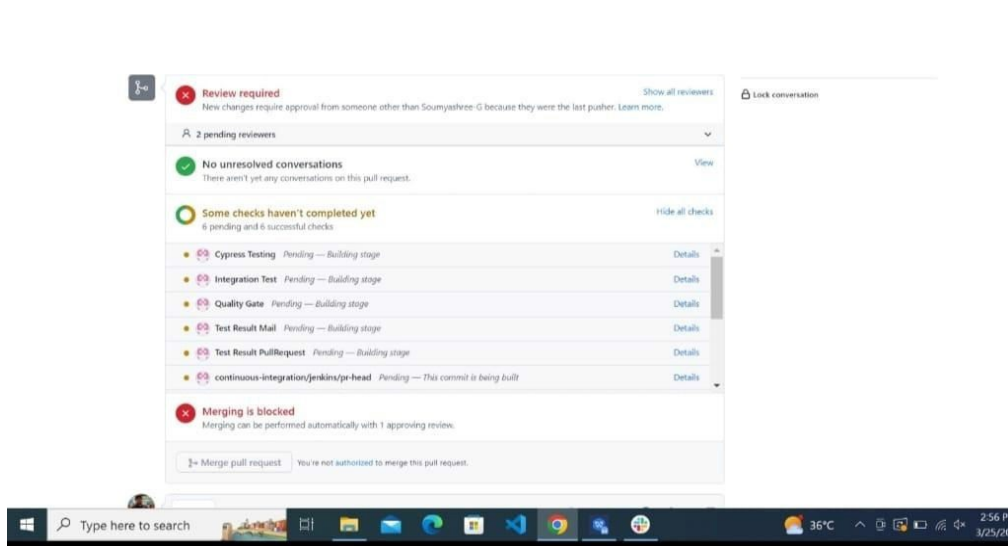 Review required
Show all reviewers
New changes require approval from someone other than Soumyashree-G because they were the last pusher. Learn more.
Lock conversation
2 pending reviewers
No unresolved conversations
View
There aren't yet any conversations on this pull request.
Some checks haven't completed yet
Hide all checks
6 pending and 6 successful checks
Cypress Testing Pending — Building stage Details
Integration Test Pending — Building stage Details
Quality Gate Pending — Building stage Details
Test Result Mail Pending — Building stage Details
Test Result PullRequest Pending — Building stage Details
continuous-integration/jenkins/pr-head Pending — This commit is being built Details
Merging is blocked
Merging can be performed automatically with 1 approving review.
Merge pull request You're not authorized to merge this pull request.
Type here to search
36°C
2:56 P
3/25/20